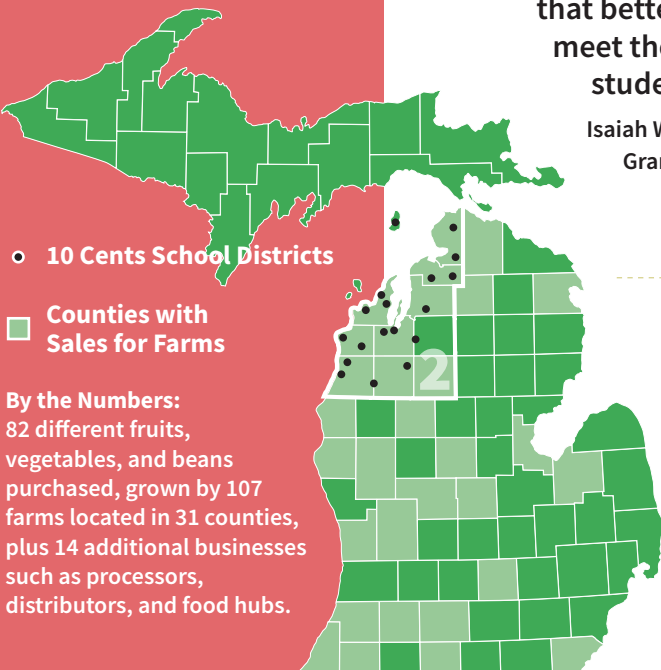 that bette
meet the
stude
Isaiah W
Gran
10 Cents School Districts
Counties with
Sales for Farms
2
By the Numbers:
82 different fruits,
vegetables, and beans
purchased, grown by 107
farms located in 31 counties,
plus 14 additional businesses
such as processors,
distributors, and food hubs.